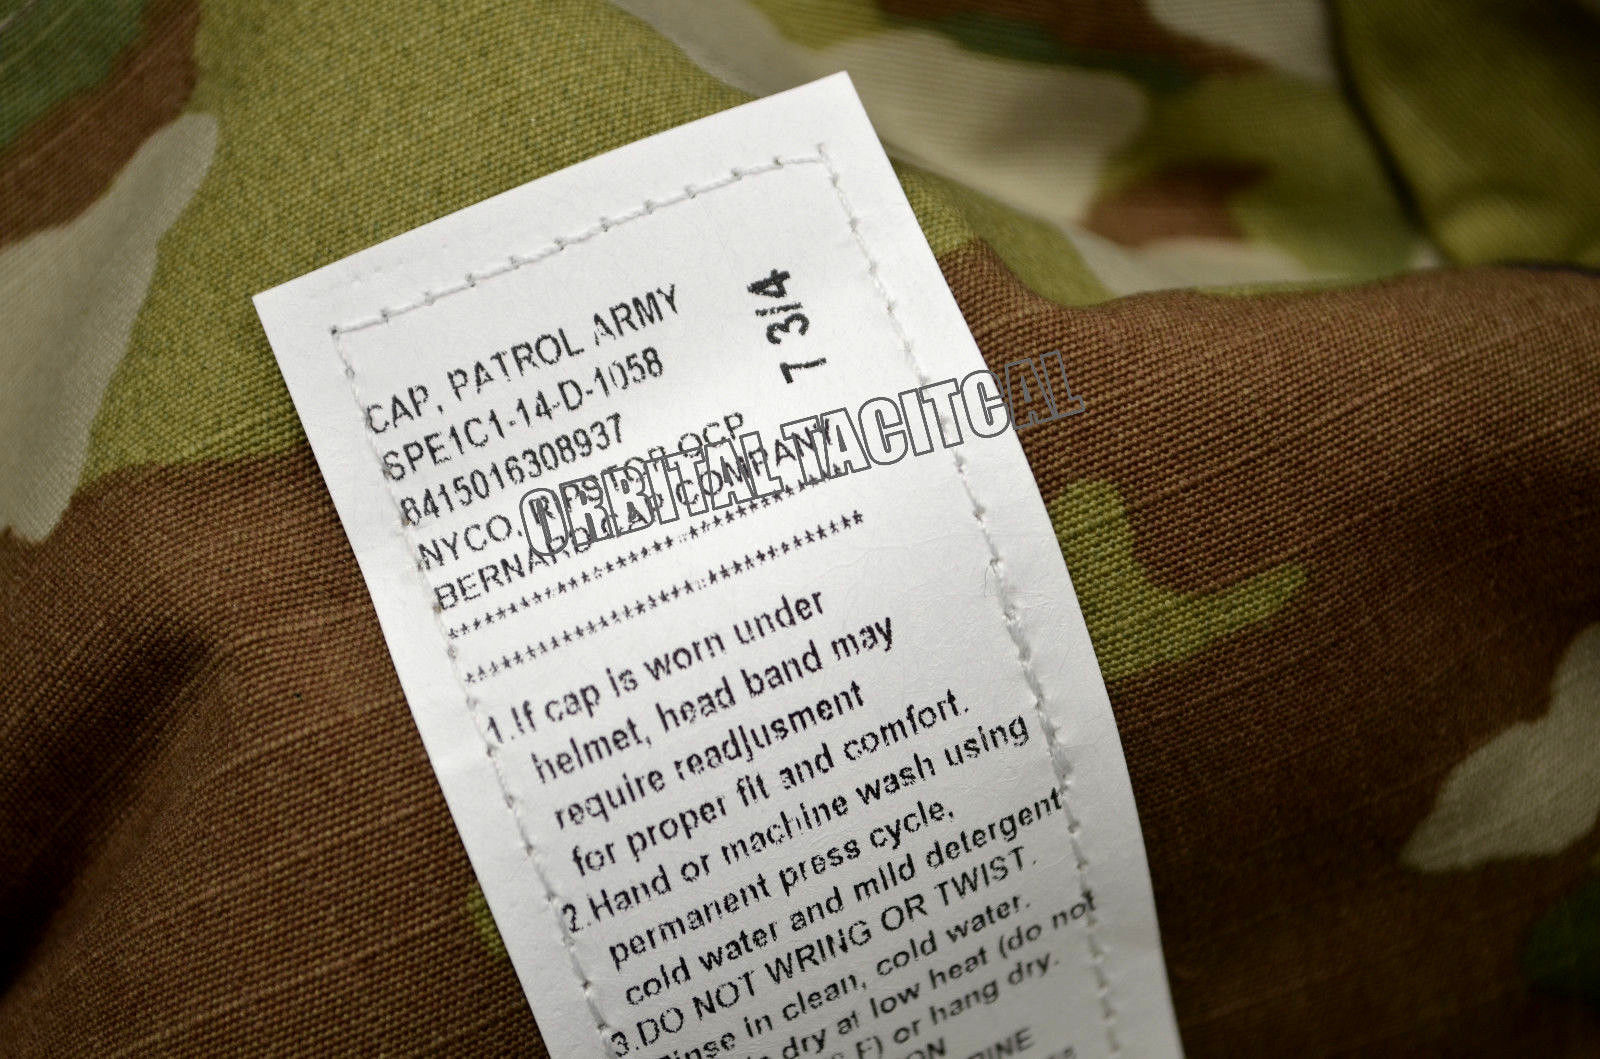 CAP, PATROL ARMY
SPE1C1-14-D-1058
8415016308937
NYCO, RIPSTOP OCP
BERNARD CAP COMPANY
7 3/4
ORBITAL TACITCAL
*********************************
*********************************
1.If cap is worn under
helmet, head band may
require readjusment
for proper fit and comfort.
2.Hand or machine wash using
permanent press cycle,
cold water and mild detergent
3.DO NOT WRING OR TWIST.
Rinse in clean, cold water.
dry at low heat (do not
F) or hang dry.